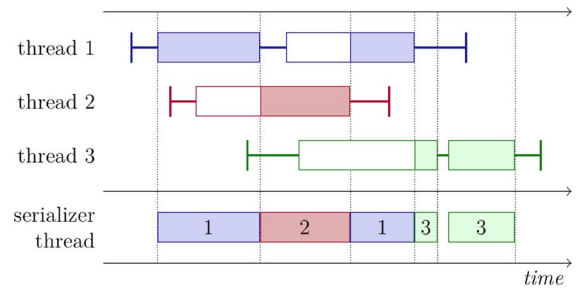 thread 1
thread 2
thread 3
serializer
thread
1 2 1 3 3
time